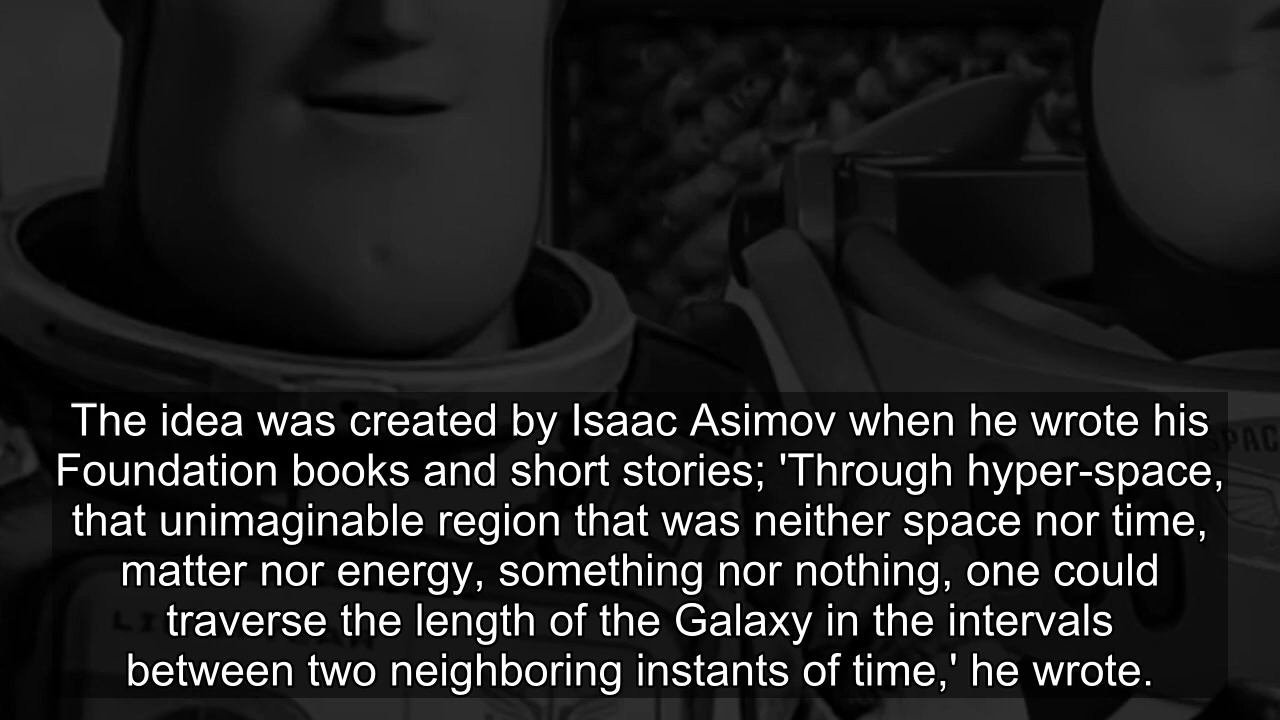 The idea was created by Isaac Asimov when he wrote his
Foundation books and short stories; 'Through hyper-space,
that unimaginable region that was neither space nor time,
matter nor energy, something nor nothing, one could
traverse the length of the Galaxy in the intervals
between two neighboring instants of time,' he wrote.
SPAC